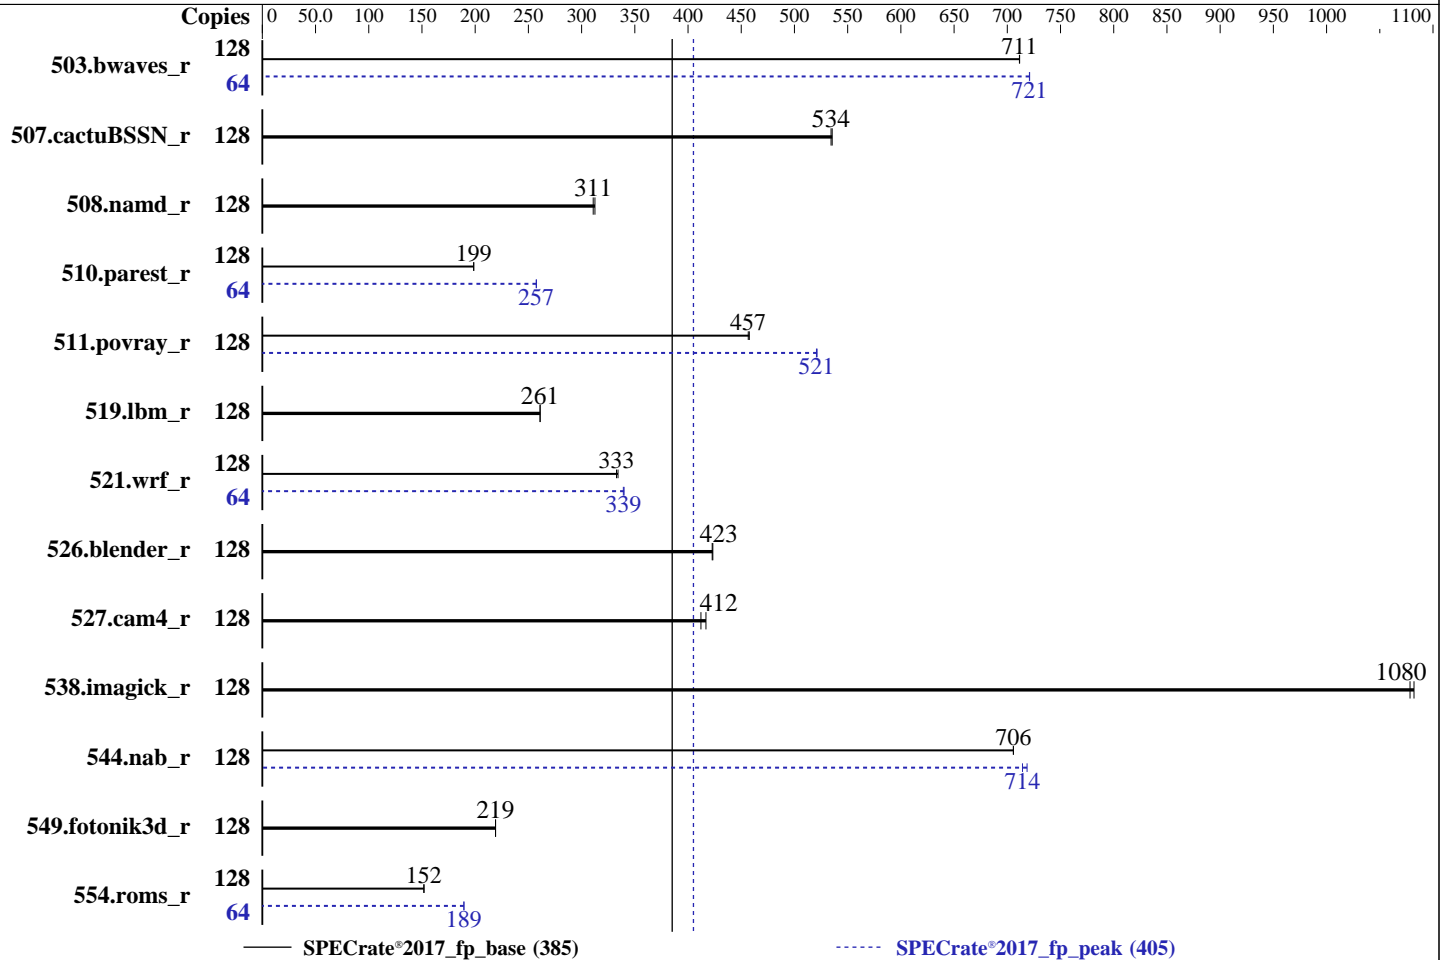 Copies 0 50.0 100 150 200 250 300 350 400 450 500 550 600 650 700 750 800 850 900 950 1000 1100
503.bwaves_r 128 711
64 721
507.cactuBSSN_r 128 534
508.namd_r 128 311
510.parest_r 128 199
64 257
511.povray_r 128 457
521
519.lbm_r 128 261
521.wrf_r 128 333
64 339
526.blender_r 128 423
527.cam4_r 128 412
538.imagick_r 128 1080
544.nab_r 128 706
714
549.fotonik3d_r 128 219
554.roms_r 128 152
64 189
SPECrate®2017_fp_base (385) SPECrate®2017_fp_peak (405)